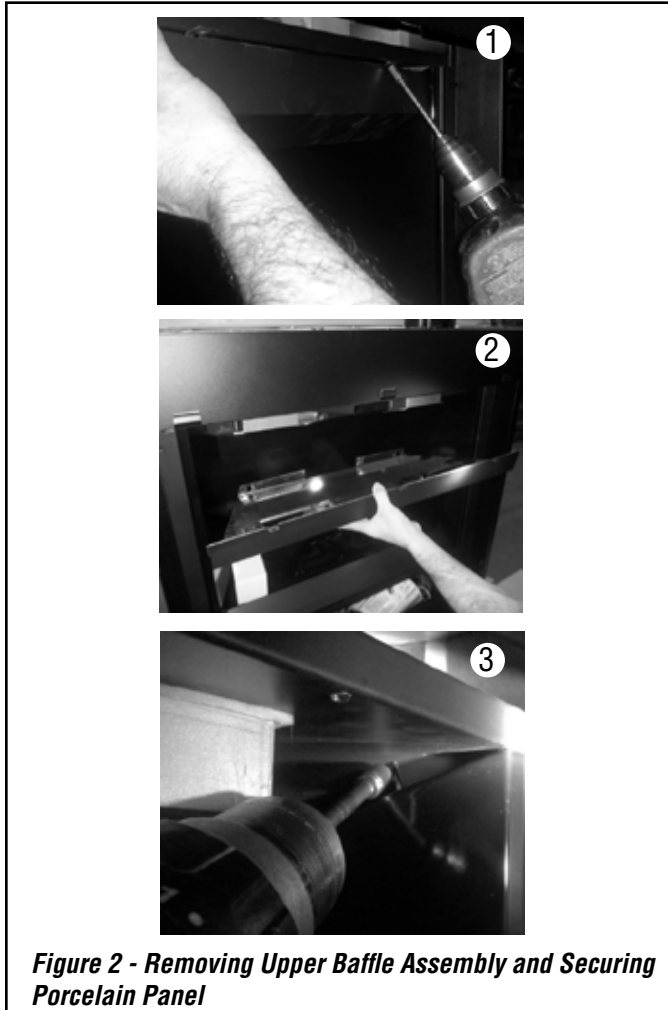 1
2
3
Figure 2 - Removing Upper Baffle Assembly and Securing
Porcelain Panel